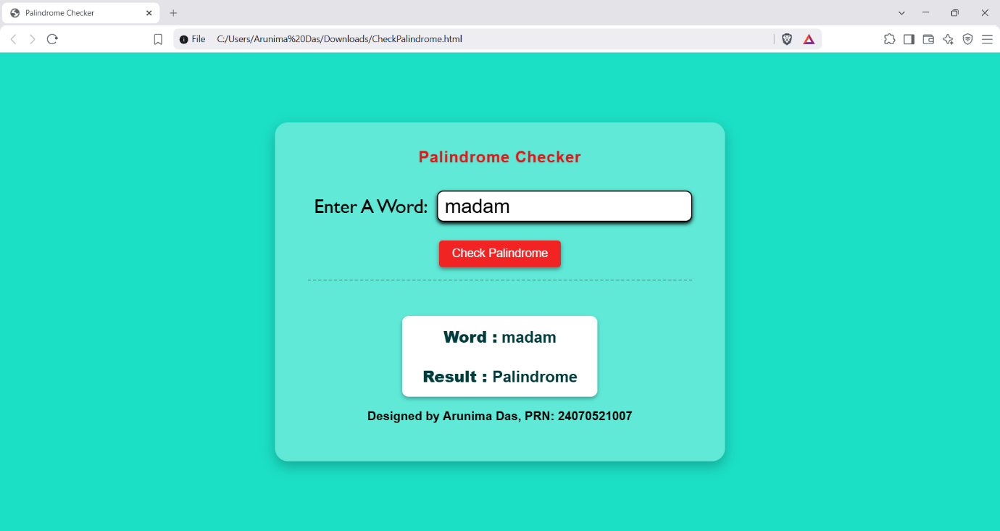 Palindrome Checker
File C:/Users/Arunima%20Das/Downloads/CheckPalindrome.html
Palindrome Checker
Enter A Word: madam
Check Palindrome
Word : madam
Result : Palindrome
Designed by Arunima Das, PRN: 24070521007